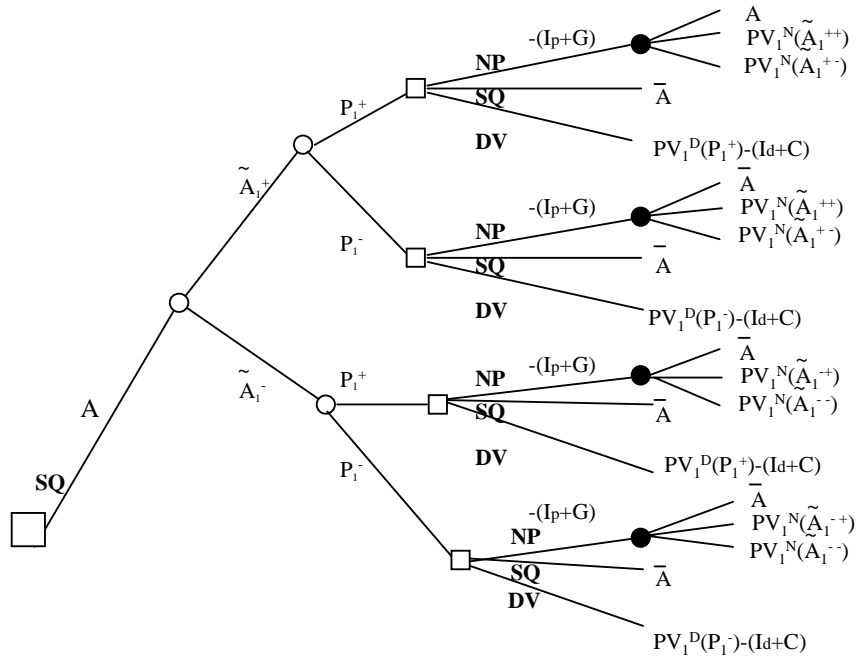 A
-(Ip+G)
PV₁ᴺ(Ã₁⁺⁺)
NP
PV₁ᴺ(Ã₁⁺⁻)
P₁⁺
SQ
A̅
DV
PV₁ᴰ(P₁⁺)-(Id+C)
Ã₁⁺
A̅
-(Ip+G)
PV₁ᴺ(Ã₁⁺⁺)
NP
PV₁ᴺ(Ã₁⁺⁻)
P₁⁻
SQ
A̅
DV
PV₁ᴰ(P₁⁻)-(Id+C)
A̅
Ã₁⁻
P₁⁺
-(Ip+G)
PV₁ᴺ(Ã₁⁻⁺)
NP
PV₁ᴺ(Ã₁⁻⁻)
A
SQ
A̅
DV
P₁⁻
PV₁ᴰ(P₁⁺)-(Id+C)
SQ
A̅
-(Ip+G)
PV₁ᴺ(Ã₁⁻⁺)
NP
PV₁ᴺ(Ã₁⁻⁻)
SQ
A̅
DV
PV₁ᴰ(P₁⁻)-(Id+C)